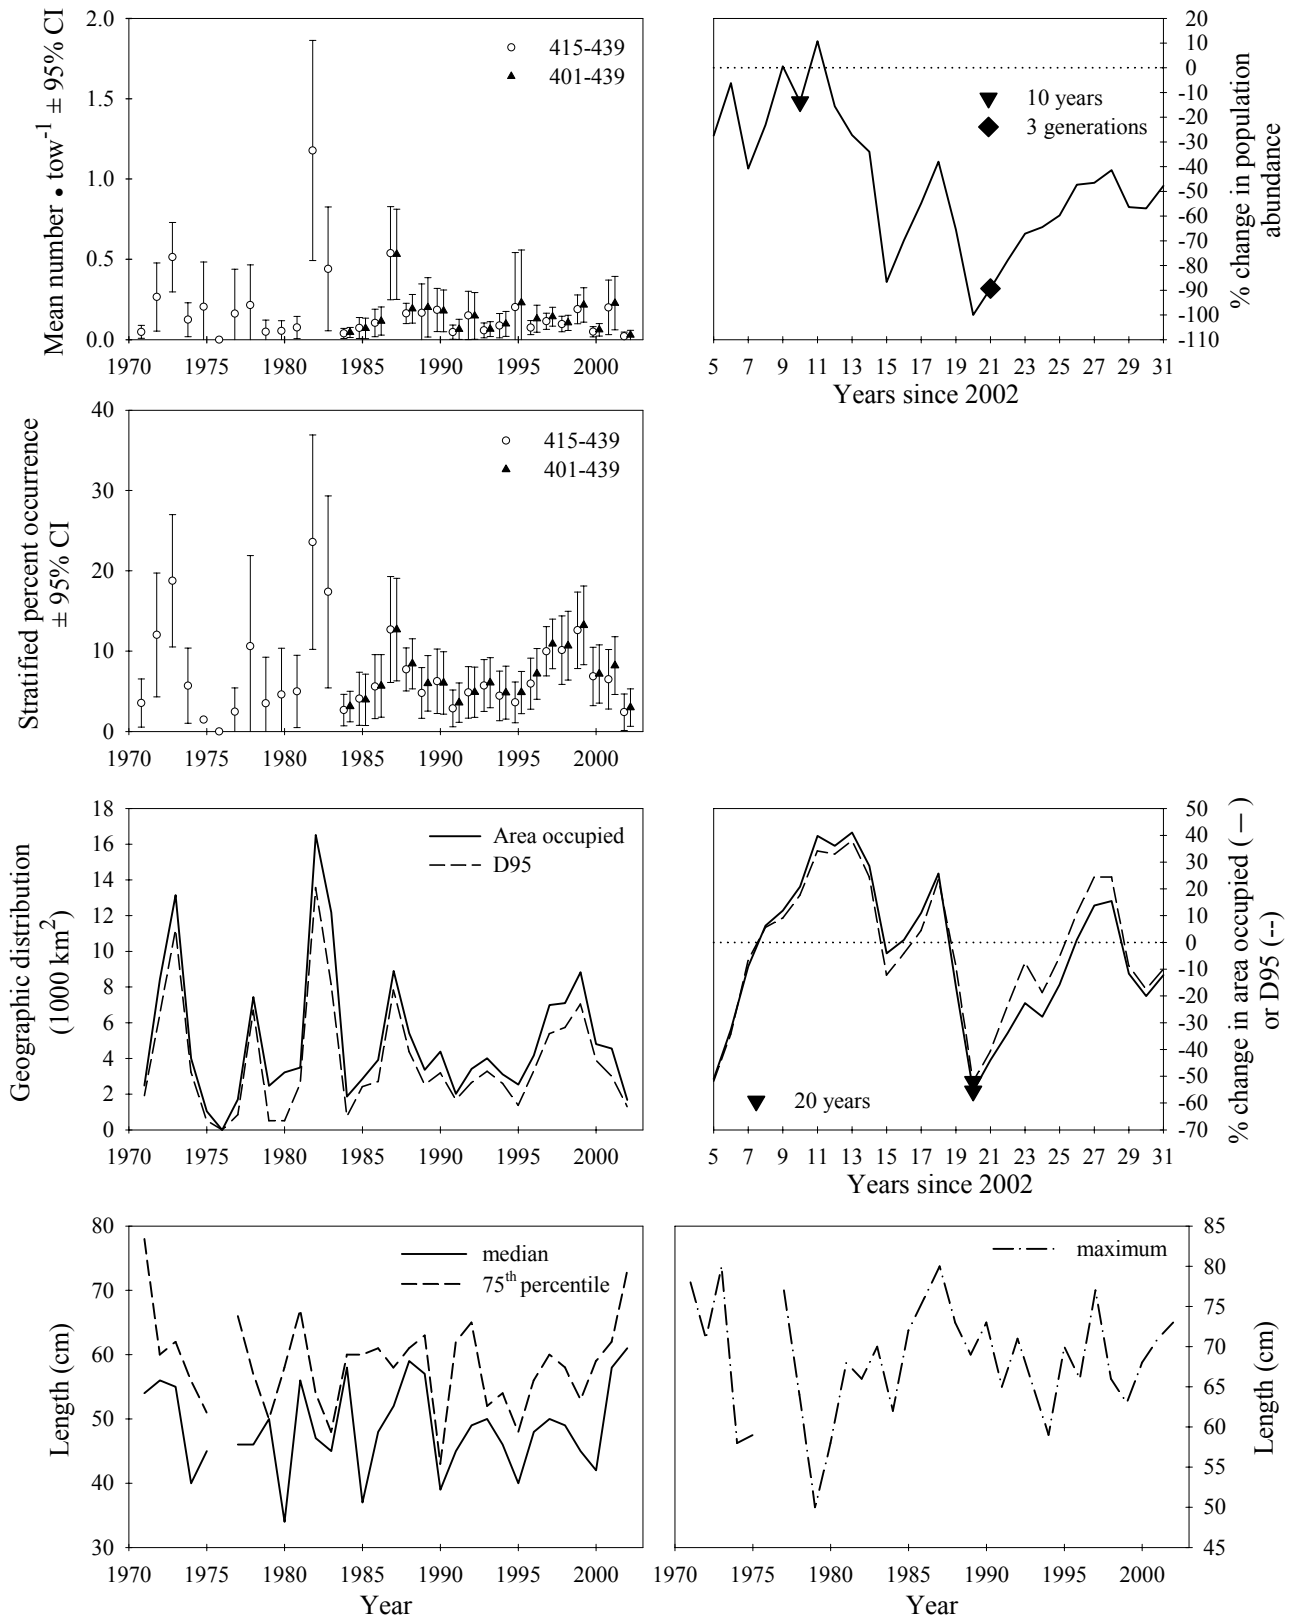 Mean number • tow-1 ± 95% CI
2.0
1.5
1.0
0.5
0.0
415-439
401-439
1970 1975 1980 1985 1990 1995 2000
20
10
0
-10
-20
-30
-40
-50
-60
-70
-80
-90
-100
-110
% change in population
abundance
10 years
3 generations
5 7 9 11 13 15 17 19 21 23 25 27 29 31
Years since 2002
Stratified percent occurrence
± 95% CI
40
30
20
10
0
415-439
401-439
1970 1975 1980 1985 1990 1995 2000
Geographic distribution
(1000 km2)
18
16
14
12
10
8
6
4
2
0
Area occupied
D95
1970 1975 1980 1985 1990 1995 2000
50
40
30
20
10
0
-10
-20
-30
-40
-50
-60
-70
% change in area occupied (—)
or D95 (--)
20 years
5 7 9 11 13 15 17 19 21 23 25 27 29 31
Years since 2002
Length (cm)
80
70
60
50
40
30
median
75th percentile
1970 1975 1980 1985 1990 1995 2000
Year
maximum
85
80
75
70
65
60
55
50
45
Length (cm)
1970 1975 1980 1985 1990 1995 2000
Year